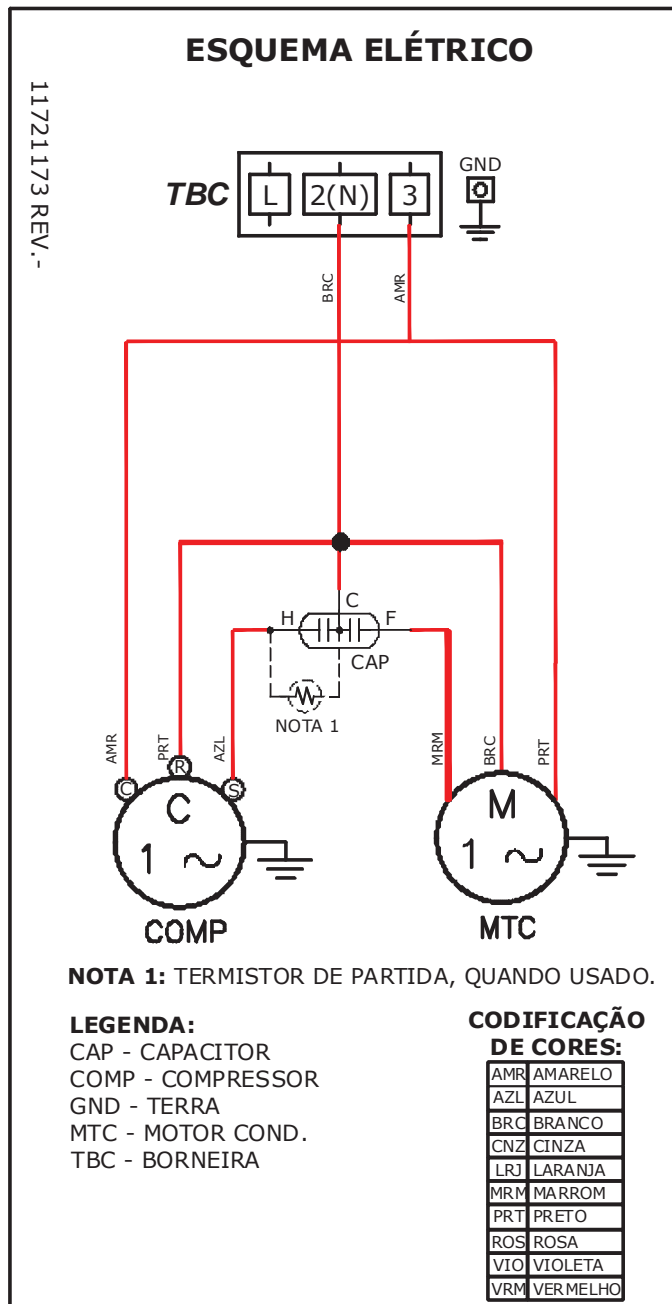 ESQUEMA ELÉTRICO
11721173 REV.-
TBC
L
2(N)
3
GND
BRC
AMR
H
C
F
CAP
NOTA 1
AMR
PRT
AZL
MRM
BRC
PRT
C
R
S
C
1 ~
COMP
M
1 ~
MTC
NOTA 1: TERMISTOR DE PARTIDA, QUANDO USADO.
LEGENDA:
CAP - CAPACITOR
COMP - COMPRESSOR
GND - TERRA
MTC - MOTOR COND.
TBC - BORNEIRA
CODIFICAÇÃO
DE CORES:
AMR AMARELO
AZL AZUL
BRC BRANCO
CNZ CINZA
LRJ LARANJA
MRM MARROM
PRT PRETO
ROS ROSA
VIO VIOLETA
VRM VERMELHO